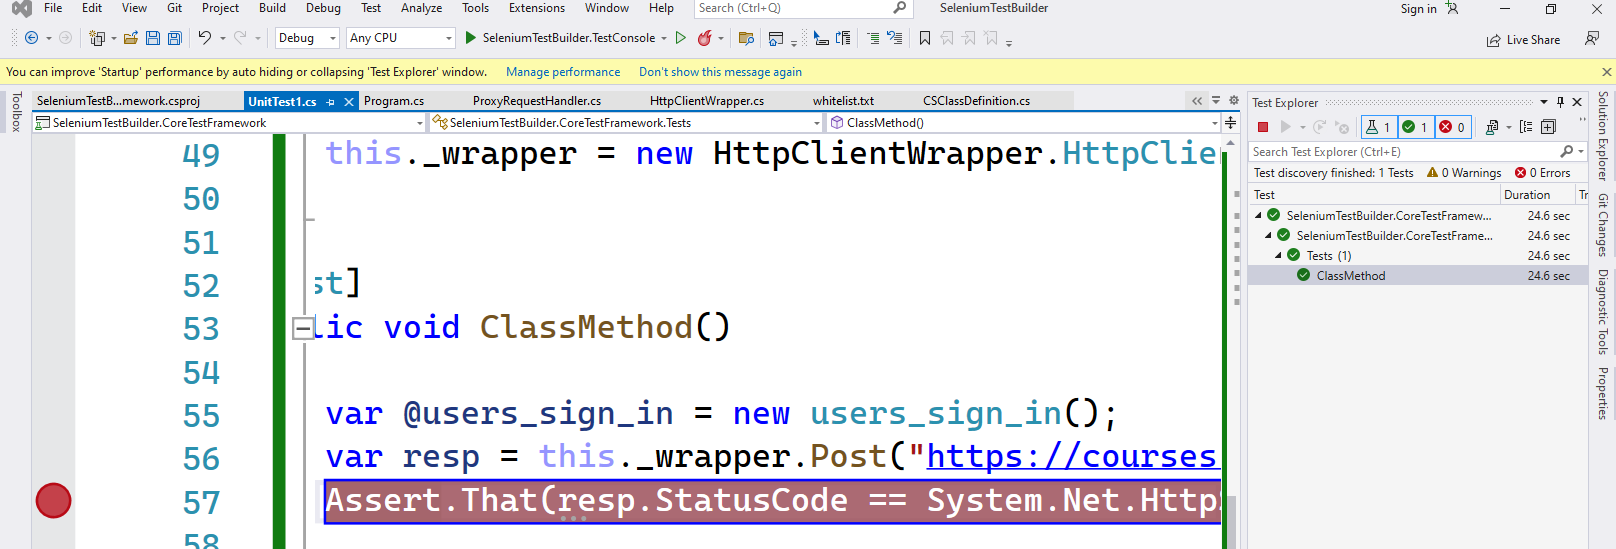 File Edit View Git Project Build Debug Test Analyze Tools Extensions Window Help Search (Ctrl+Q) SeleniumTestBuilder Sign in
Debug Any CPU SeleniumTestBuilder.TestConsole Live Share
You can improve 'Startup' performance by auto hiding or collapsing 'Test Explorer' window. Manage performance Don't show this message again
Toolbox
SeleniumTestB...mework.csproj UnitTest1.cs Program.cs ProxyRequestHandler.cs HttpClientWrapper.cs whitelist.txt CSClassDefinition.cs
SeleniumTestBuilder.CoreTestFramework SeleniumTestBuilder.CoreTestFramework.Tests ClassMethod()
49 this._wrapper = new HttpClientWrapper.HttpClie
50
51
52 st]
53 lic void ClassMethod()
54
55 var @users_sign_in = new users_sign_in();
56 var resp = this._wrapper.Post("https://courses.
57 Assert.That(resp.StatusCode == System.Net.Http
58
Test Explorer
1 1 0
Search Test Explorer (Ctrl+E)
Test discovery finished: 1 Tests 0 Warnings 0 Errors
Test Duration Tr
SeleniumTestBuilder.CoreTestFramew... 24.6 sec
SeleniumTestBuilder.CoreTestFrame... 24.6 sec
Tests (1) 24.6 sec
ClassMethod 24.6 sec
Solution Explorer
Git Changes
Diagnostic Tools
Properties